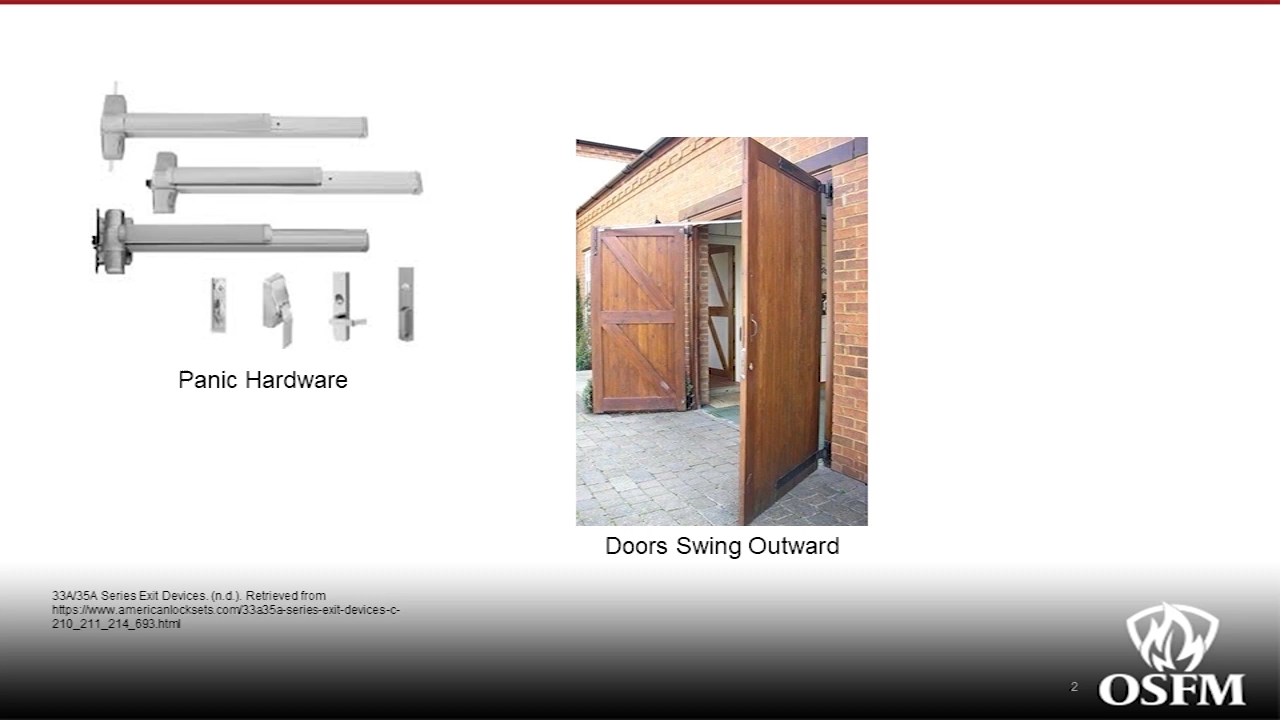 Panic Hardware
Doors Swing Outward
33A/35A Series Exit Devices. (n.d.). Retrieved from
https://www.americanlocksets.com/33a35a-series-exit-devices-c-
210_211_214_693.html
2
OSFM